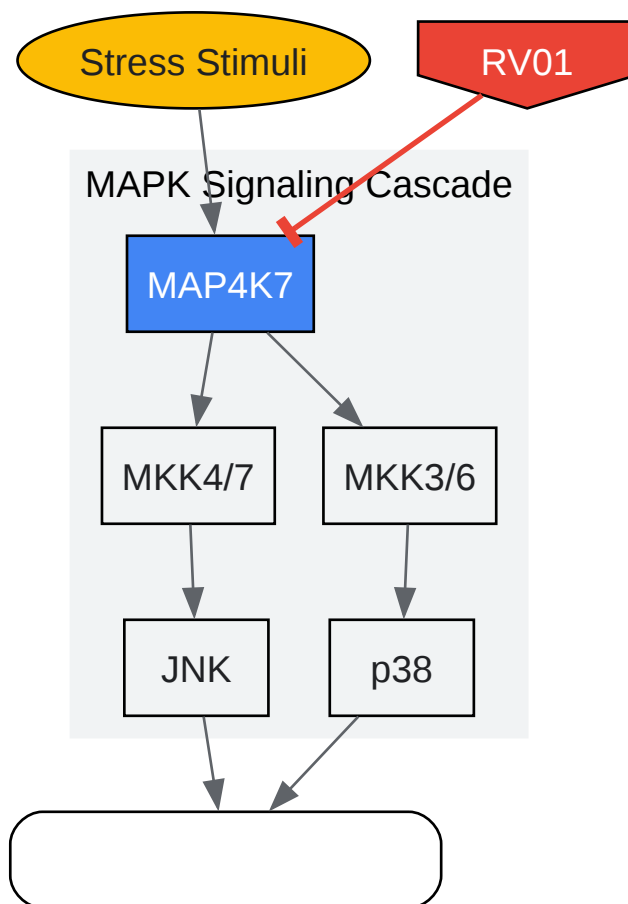 Stress Stimuli
RV01
MAPK Signaling Cascade
MAP4K7
MKK4/7
MKK3/6
JNK
p38